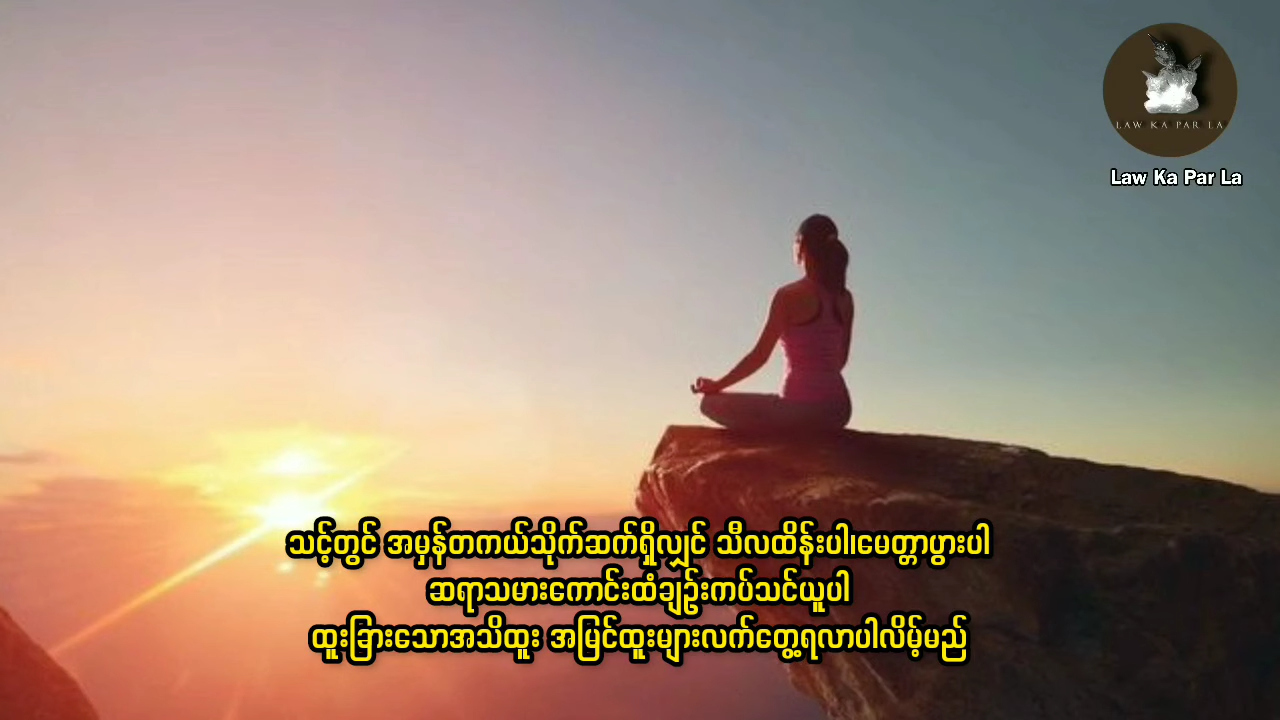 LAW KA PAR LA
Law Ka Par La
သင့်တွင် အမှန်တကယ်သိုက်ဆက်ရှိလျှင် သီလထိန်းပါ၊မေတ္တာပွားပါ
ဆရာသမားကောင်းထံချဉ်းကပ်သင်ယူပါ
ထူးခြားသောအသိထူး အမြင်ထူးများလက်တွေ့ရလာပါလိမ့်မည်